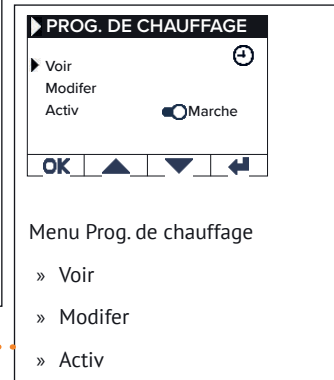 PROG. DE CHAUFFAGE
Voir
Modifer
Activ Marche
OK
Menu Prog. de chauffage
» Voir
» Modifer
» Activ